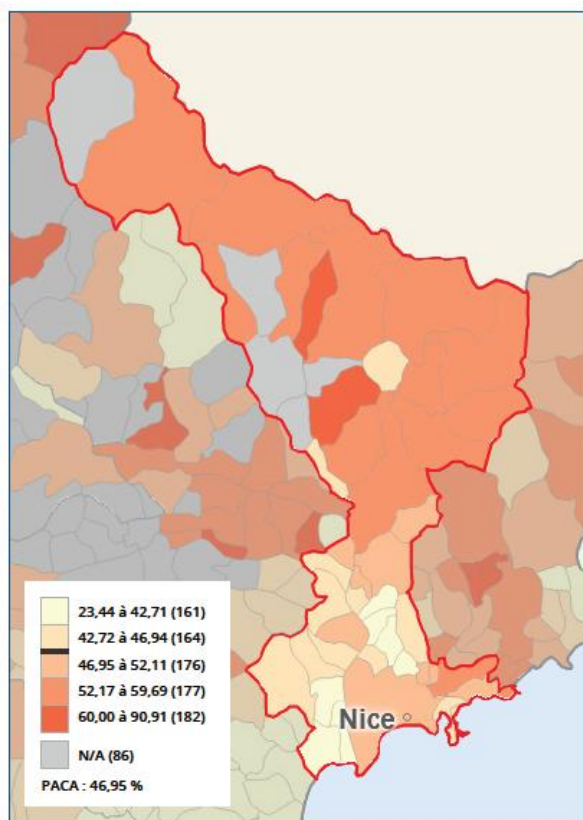 23,44 à 42,71 (161)
42,72 à 46,94 (164)
46,95 à 52,11 (176)
52,17 à 59,69 (177)
60,00 à 90,91 (182)
N/A (86)
PACA : 46,95 %
Nice